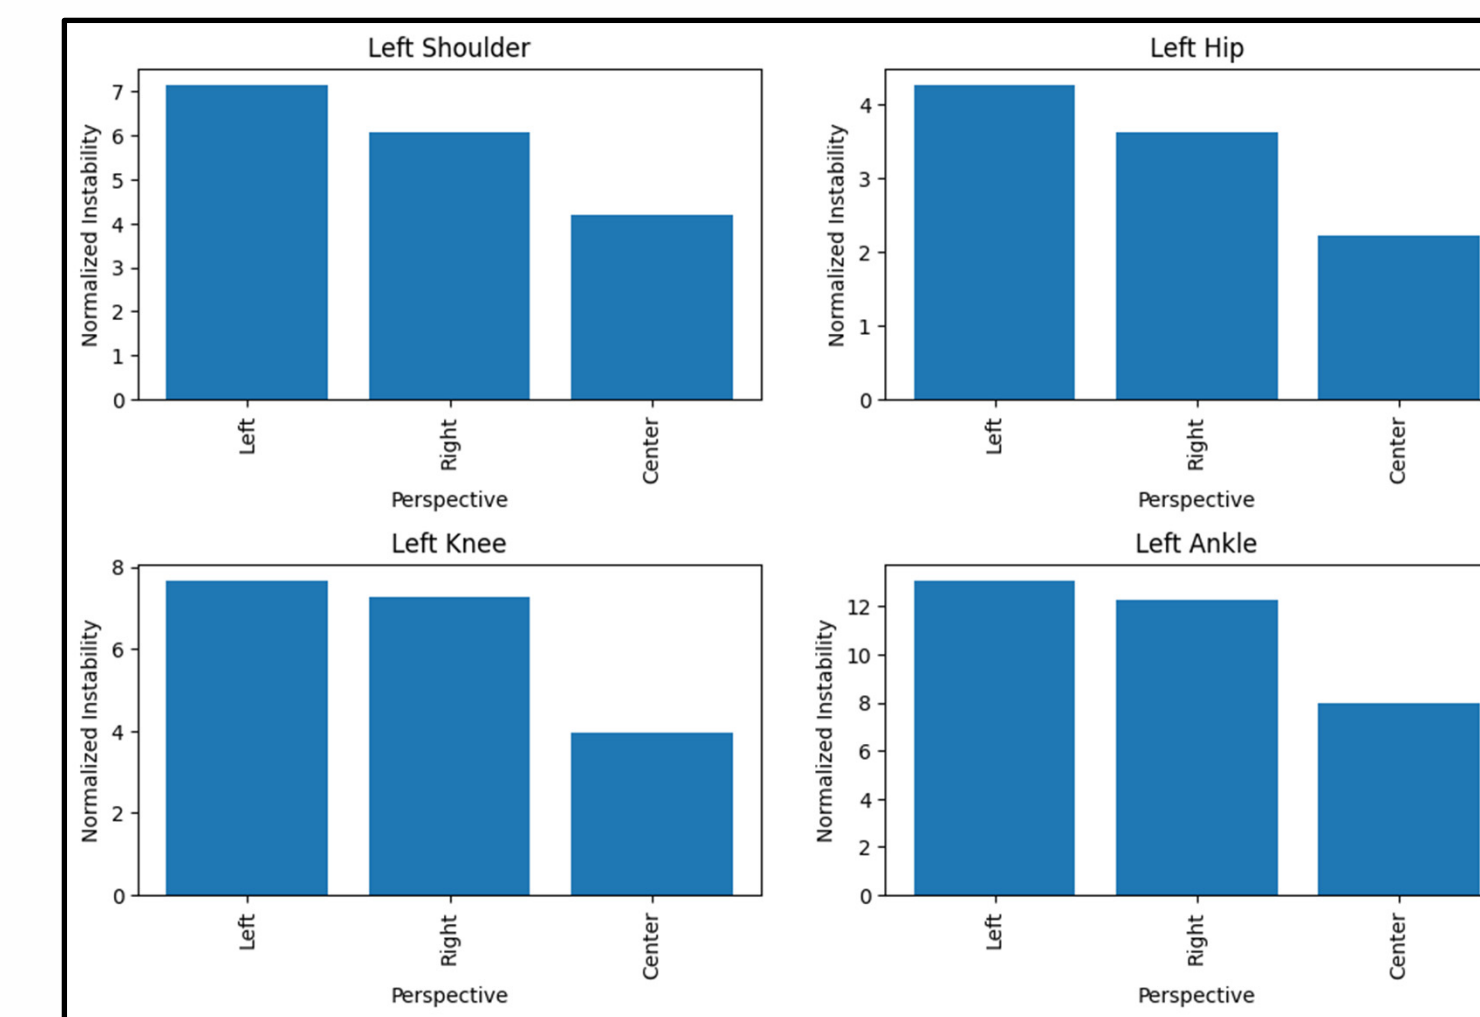 Left Shoulder
Normalized Instability
7
6
5
4
3
2
1
0
Left
Right
Center
Perspective
Left Hip
Normalized Instability
4
3
2
1
0
Left
Right
Center
Perspective
Left Knee
Normalized Instability
8
6
4
2
0
Left
Right
Center
Perspective
Left Ankle
Normalized Instability
12
10
8
6
4
2
0
Left
Right
Center
Perspective